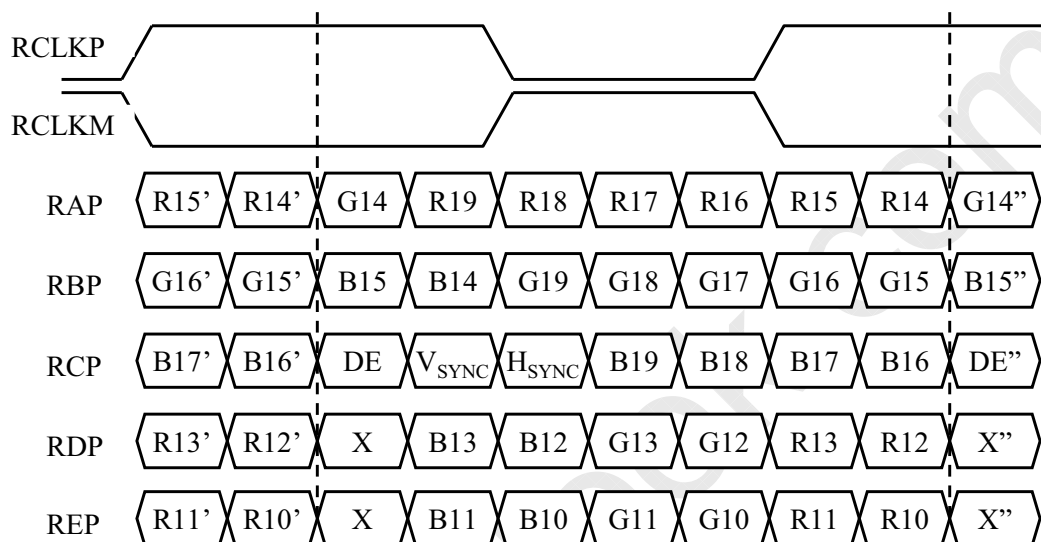 RCLKP
RCLKM
RAP R15’ R14’ G14 R19 R18 R17 R16 R15 R14 G14”
RBP G16’ G15’ B15 B14 G19 G18 G17 G16 G15 B15”
RCP B17’ B16’ DE VSYNC HSYNC B19 B18 B17 B16 DE”
RDP R13’ R12’ X B13 B12 G13 G12 R13 R12 X”
REP R11’ R10’ X B11 B10 G11 G10 R11 R10 X”